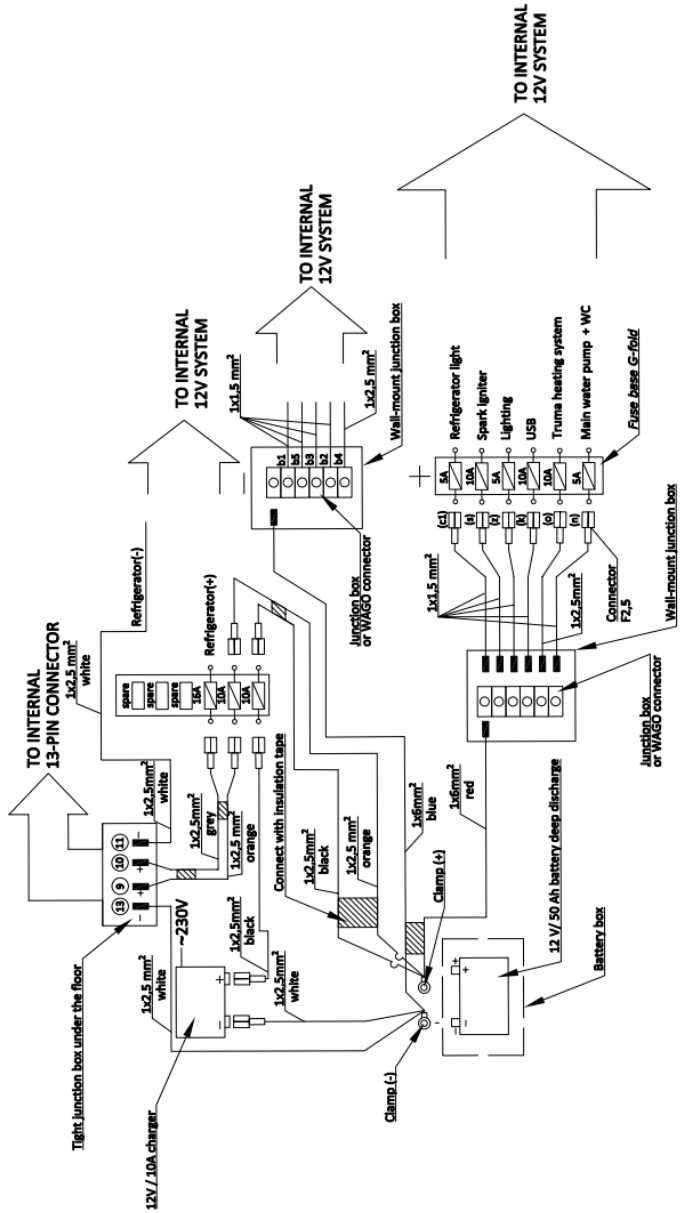 TO INTERNAL
13-PIN CONNECTOR
Tight junction box under the floor
13
9
10
11
-
+
+
-
1x2,5 mm²
white
1x2,5mm²
white
Refrigerator(-)
TO INTERNAL
12V SYSTEM
12V / 10A charger
~230V
-
+
1x2,5 mm²
white
1x2,5mm²
black
1x2,5mm²
white
1x2,5mm²
grey
1x2,5 mm²
orange
spare
spare
spare
16A
10A
10A
Refrigerator(+)
Connect with insulation tape
1x2,5mm²
black
1x2,5 mm²
orange
1x6mm²
blue
1x6mm²
red
Clamp (-)
Clamp (+)
-
+
-
+
12 V/ 50 Ah battery deep discharge
Battery box
TO INTERNAL
12V SYSTEM
-
b1
b5
b3
b2
b4
1x1,5 mm²
1x2,5 mm²
Wall-mount junction box
Junction box
or WAGO connector
TO INTERNAL
12V SYSTEM
+
(c1)
5A
Refrigerator light
(s)
10A
Spark igniter
(z)
5A
Lighting
(k)
10A
USB
(o)
10A
Truma heating system
(n)
5A
Main water pump + WC
Fuse base G-fold
1x1,5 mm²
1x2,5mm²
Connector
F2,5
Wall-mount junction box
Junction box
or WAGO connector